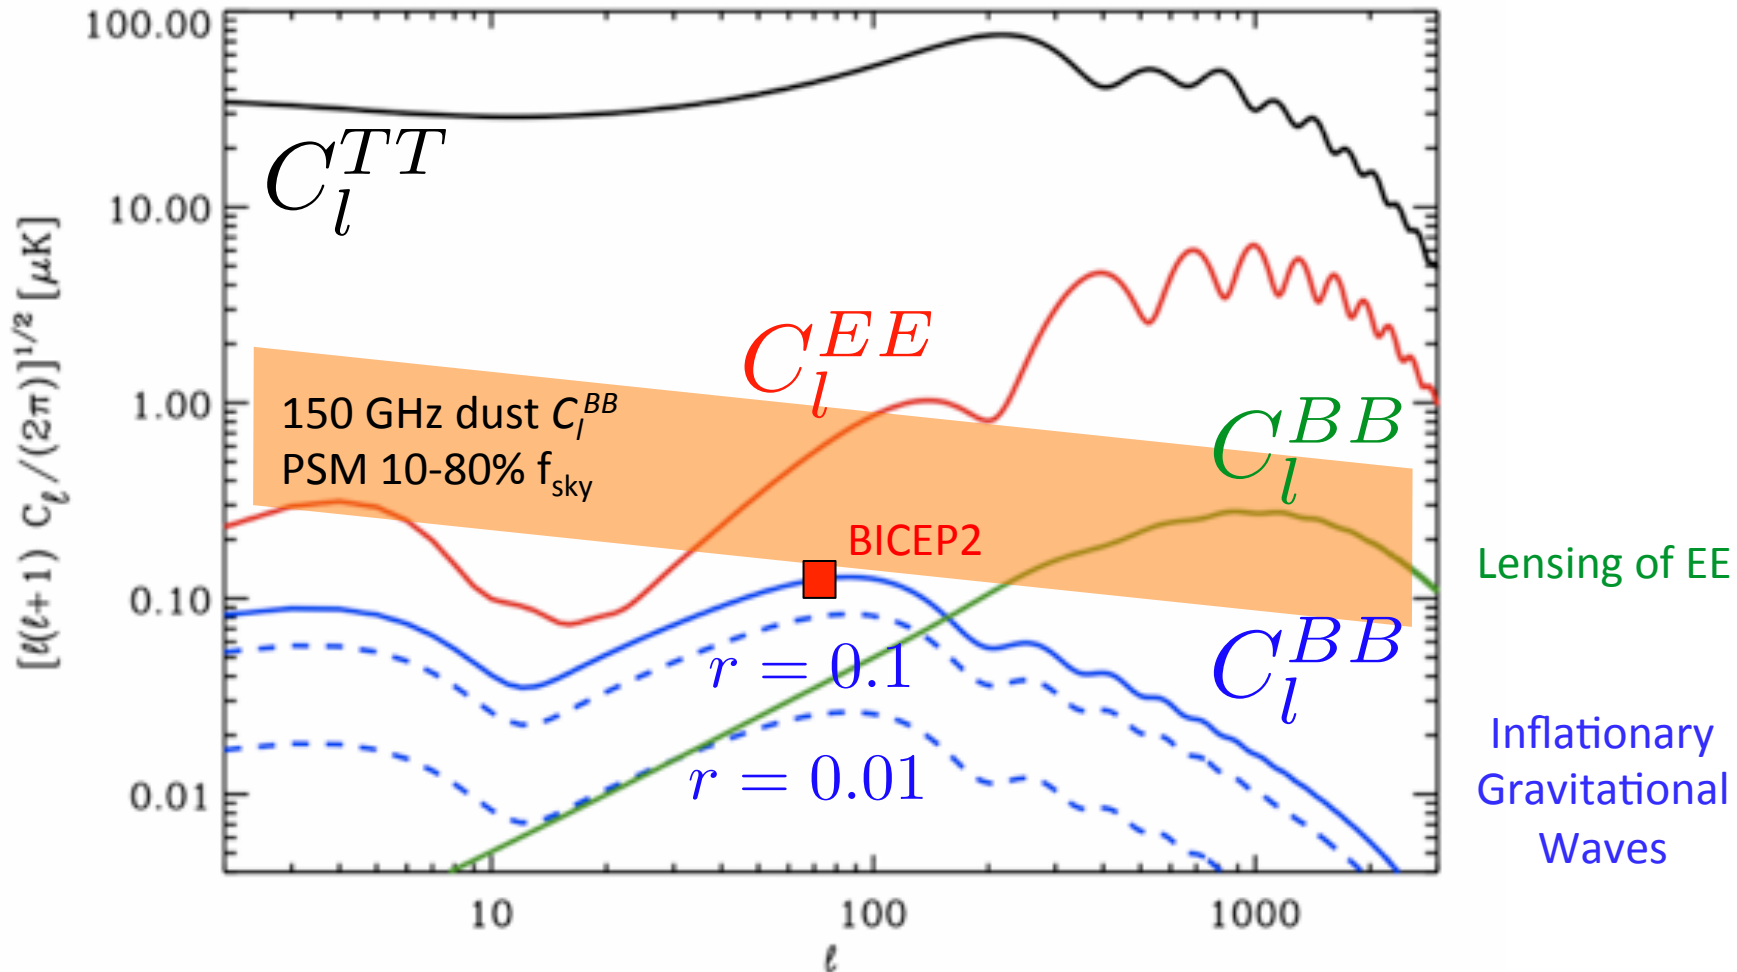 100.00
10.00
1.00
0.10
0.01
[ℓ(ℓ+1) C_ℓ/(2π)]^{1/2} [μK]
C_l^{TT}
C_l^{EE}
150 GHz dust C_l^{BB}
PSM 10-80% f_{sky}
C_l^{BB}
BICEP2
Lensing of EE
r = 0.1
C_l^{BB}
r = 0.01
Inflationary
Gravitational
Waves
10 100 1000
ℓ